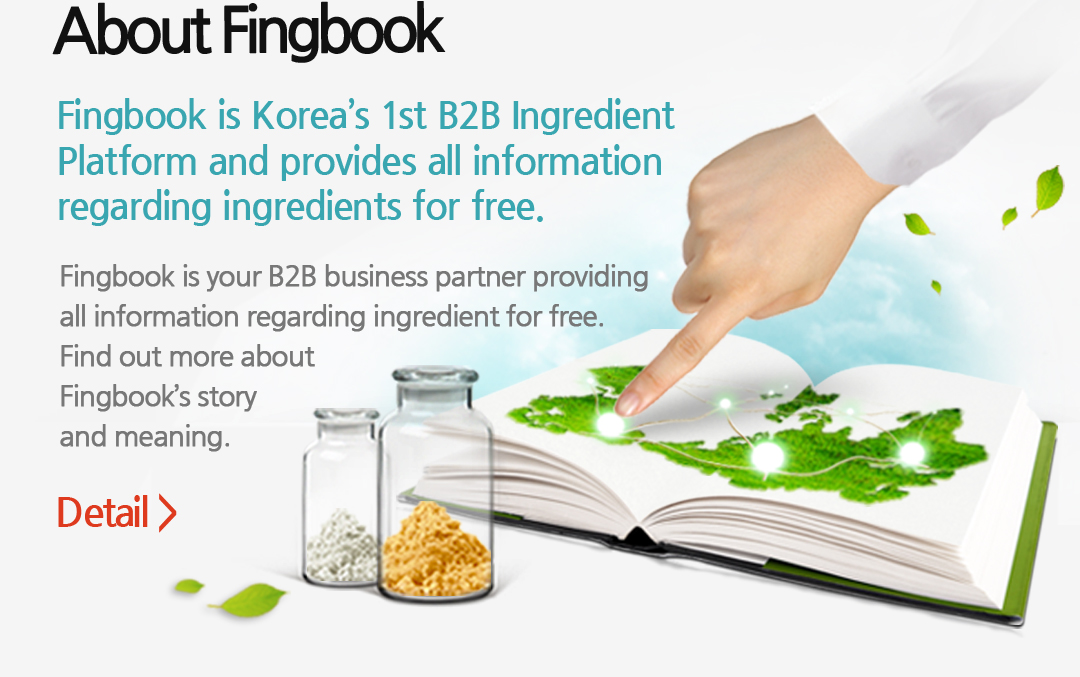 About Fingbook
Fingbook is Korea's 1st B2B Ingredient
Platform and provides all information
regarding ingredients for free.
Fingbook is your B2B business partner providing
all information regarding ingredient for free.
Find out more about
Fingbook's story
and meaning.
Detail >